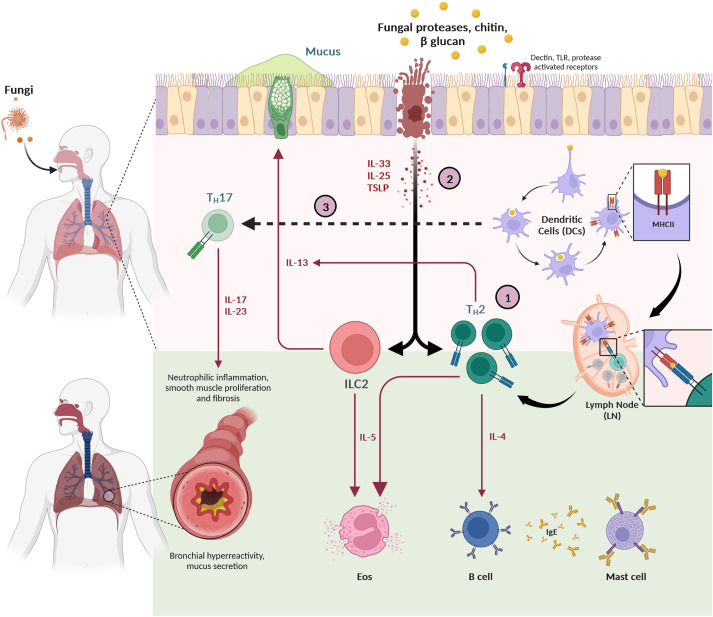 Fungal proteases, chitin,
β glucan
Mucus
Dectin, TLR, protease
activated receptors
Fungi
IL-33
IL-25
TSLP
2
TH17
3
Dendritic
Cells (DCs)
MHCII
IL-13
1
TH2
IL-17
IL-23
ILC2
Lymph Node
(LN)
Neutrophilic inflammation,
smooth muscle proliferation
and fibrosis
IL-5
IL-4
IgE
Bronchial hyperreactivity,
mucus secretion
Eos
B cell
Mast cell